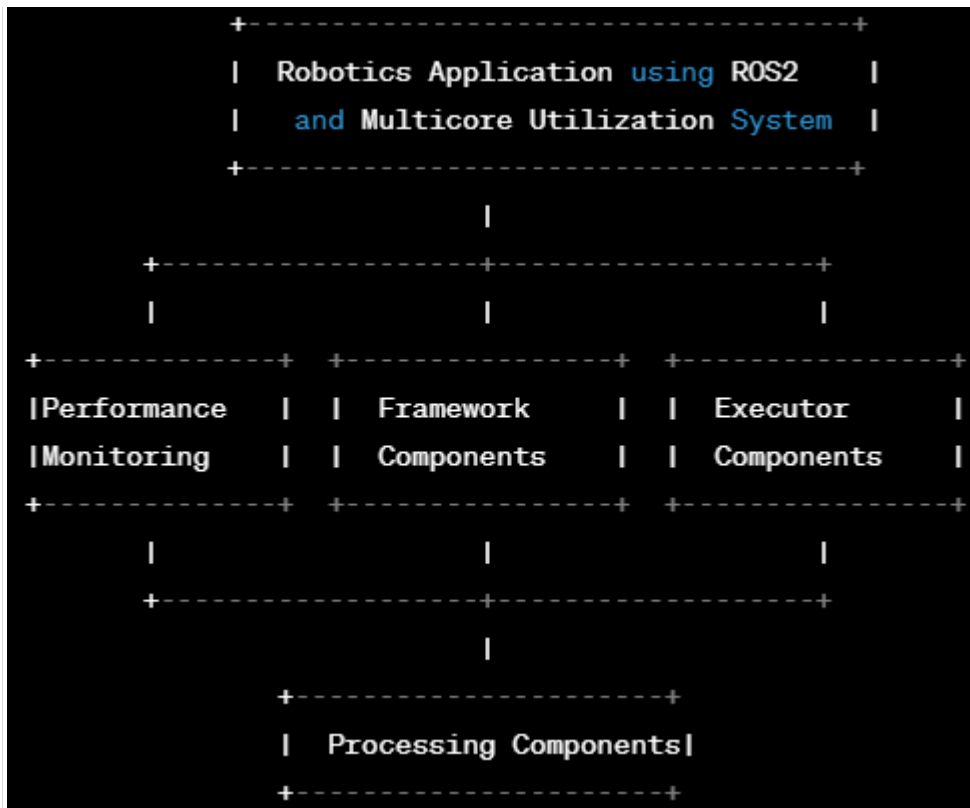 Robotics Application using ROS2
and Multicore Utilization System
Performance
Monitoring
Framework
Components
Executor
Components
Processing Components